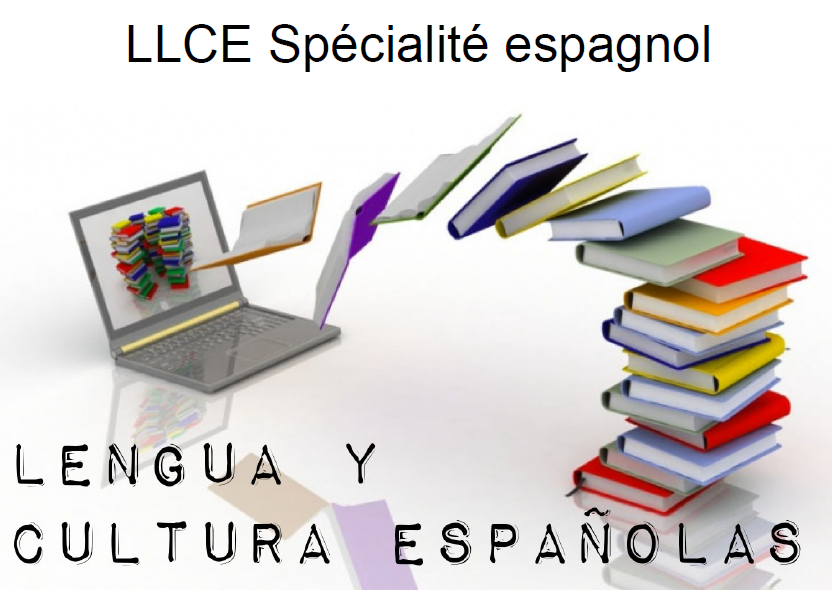 LLCE Spécialité espagnol
LENGUA Y
CULTURA ESPAÑOLAS